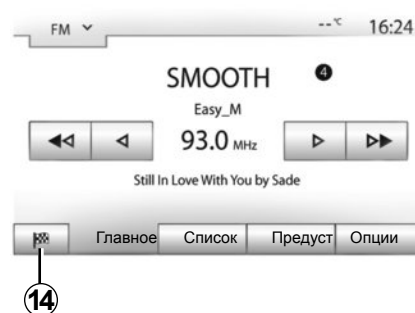 FM --°C 16:24
SMOOTH 4
Easy_M
93.0 MHz
Still In Love With You by Sade
Главное Список Предуст Опции
14